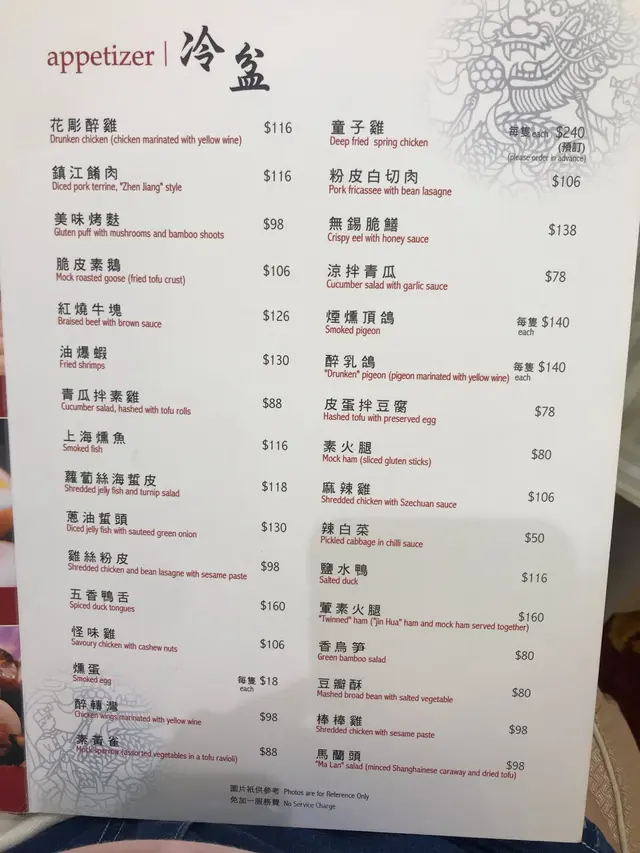 appetizer | 冷盆
花彫醉雞 $116
Drunken chicken (chicken marinated with yellow wine)
鎮江餚肉 $116
Diced pork terrine, "Zhen Jiang" style
美味烤麩 $98
Gluten puff with mushrooms and bamboo shoots
脆皮素鵝 $106
Mock roasted goose (fried tofu crust)
紅燒牛塊 $126
Braised beef with brown sauce
油爆蝦 $130
Fried shrimps
青瓜拌素雞 $88
Cucumber salad, hashed with tofu rolls
上海燻魚 $116
Smoked fish
蘿蔔絲海蜇皮 $118
Shredded jelly fish and turnip salad
蔥油蜇頭 $130
Diced jelly fish with sauteed green onion
雞絲粉皮 $98
Shredded chicken and bean lasagne with sesame paste
五香鴨舌 $160
Spiced duck tongues
怪味雞 $106
Savoury chicken with cashew nuts
燻蛋 每隻 $18
Smoked egg each
醉轉灣 $98
Chicken wings marinated with yellow wine
素黃雀 $88
Mock sparrow (assorted vegetables in a tofu ravioli)
童子雞 每隻 each $240
Deep fried spring chicken (預訂)
(please order in advance)
粉皮白切肉 $106
Pork fricassee with bean lasagne
無錫脆鱔 $138
Crispy eel with honey sauce
涼拌青瓜 $78
Cucumber salad with garlic sauce
煙燻頂鴿 每隻 $140
Smoked pigeon each
醉乳鴿 每隻 $140
"Drunken" pigeon (pigeon marinated with yellow wine) each
皮蛋拌豆腐 $78
Hashed tofu with preserved egg
素火腿 $80
Mock ham (sliced gluten sticks)
麻辣雞 $106
Shredded chicken with Szechuan sauce
辣白菜 $50
Pickled cabbage in chilli sauce
鹽水鴨 $116
Salted duck
葷素火腿 $160
"Twinned" ham ("Jin Hua" ham and mock ham served together)
香烏筍 $80
Green bamboo salad
豆瓣酥 $80
Mashed broad bean with salted vegetable
棒棒雞 $98
Shredded chicken with sesame paste
馬蘭頭 $98
"Ma Lan" salad (minced Shanghainese caraway and dried tofu)
圖片祇供參考 Photos are for Reference Only
免加一服務費 No Service Charge